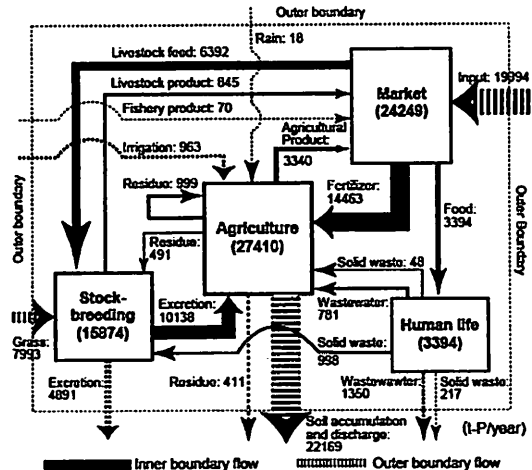 Outer boundary
Rain: 18
Livestock feed: 6392
Livestock product: 845
Fishery product: 70
Market
(24249)
Input: 19994
Agricultural
Product:
3340
Irrigation: 963
Residue: 999
Fertilizer:
14463
Agriculture
(27410)
Food:
3394
Outer boundary
Outer Boundary
Residue:
491
Solid waste: 48
Stock-
breeding
(15874)
Excretion:
10138
Wastewater:
781
Human life
(3394)
Grass:
7993
Solid waste:
998
Excretion:
4891
Residue: 411
Wastewawter:
1350
Solid waste:
217
Soil accumulation
and discharge:
22169
(t-P/year)
Inner boundary flow
Outer boundary flow